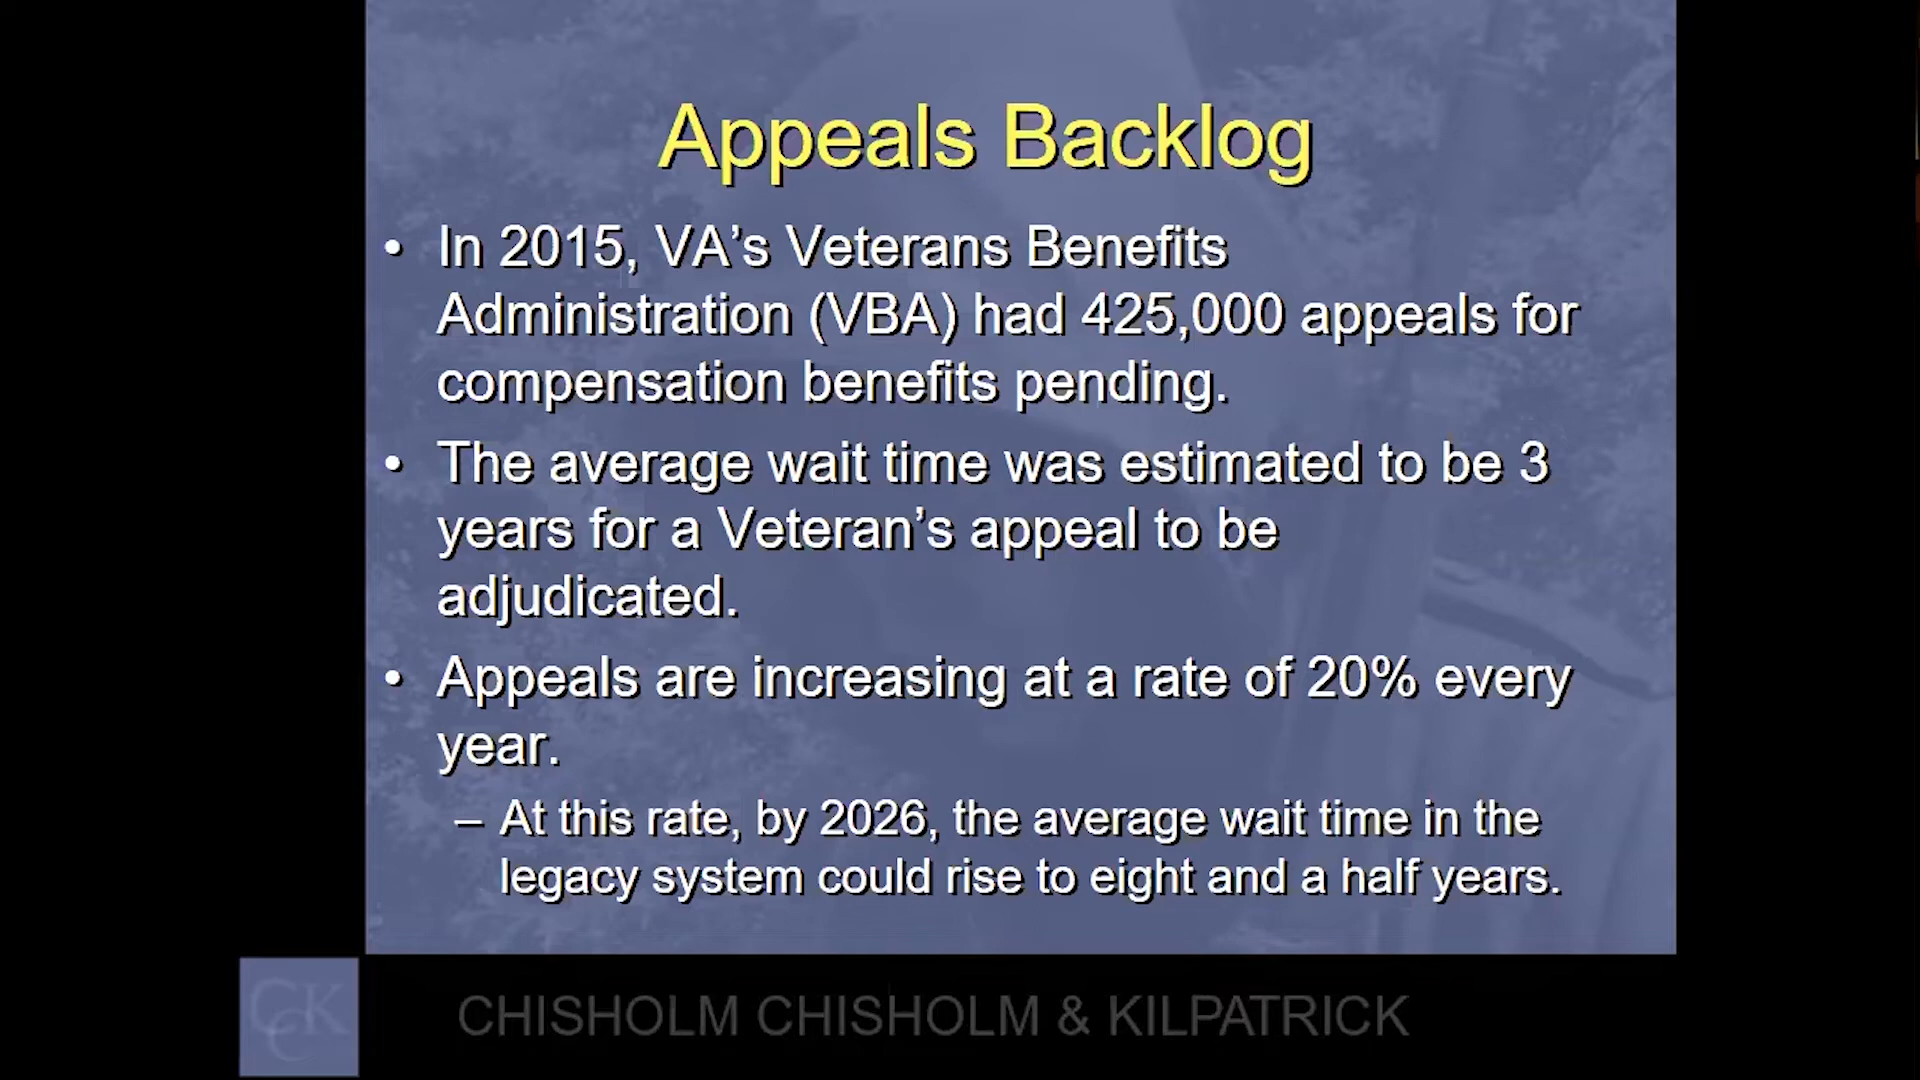 Appeals Backlog
• In 2015, VA’s Veterans Benefits
Administration (VBA) had 425,000 appeals for
compensation benefits pending.
• The average wait time was estimated to be 3
years for a Veteran’s appeal to be
adjudicated.
• Appeals are increasing at a rate of 20% every
year.
– At this rate, by 2026, the average wait time in the
legacy system could rise to eight and a half years.
CCK
CHISHOLM CHISHOLM & KILPATRICK